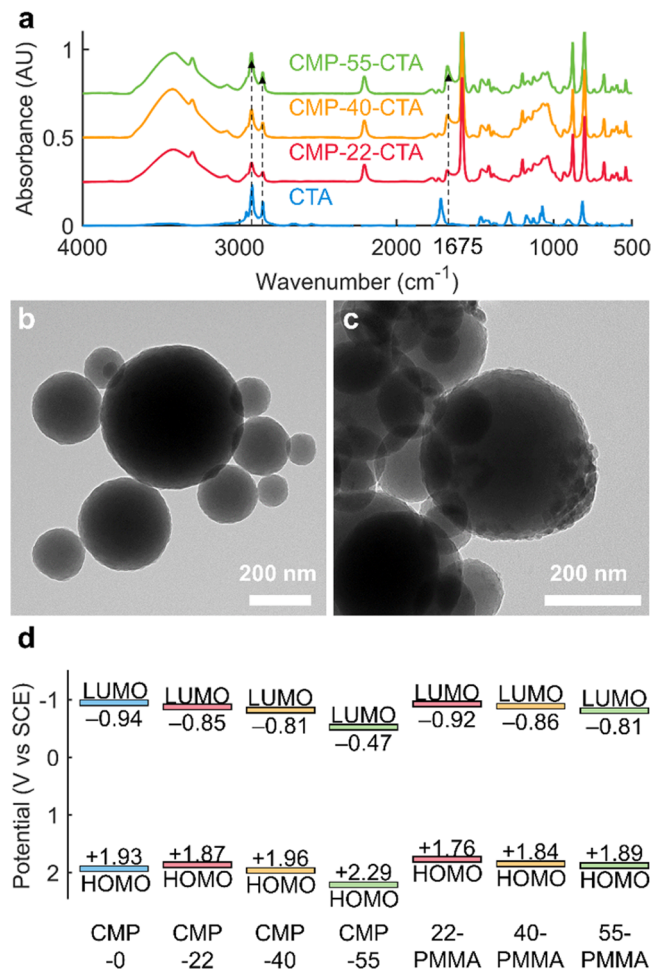 a
1
CMP-55-CTA
CMP-40-CTA
0.5
CMP-22-CTA
CTA
0
Absorbance (AU)
4000 3000 2000 1675 1000 500
Wavenumber (cm⁻¹)
b
200 nm
c
200 nm
d
Potential (V vs SCE)
-1
0
1
2
LUMO LUMO LUMO LUMO LUMO LUMO LUMO
−0.94 −0.85 −0.81 −0.47 −0.92 −0.86 −0.81
+1.93 +1.87 +1.96 +2.29 +1.76 +1.84 +1.89
HOMO HOMO HOMO HOMO HOMO HOMO HOMO
CMP CMP CMP CMP 22- 40- 55-
-0 -22 -40 -55 PMMA PMMA PMMA